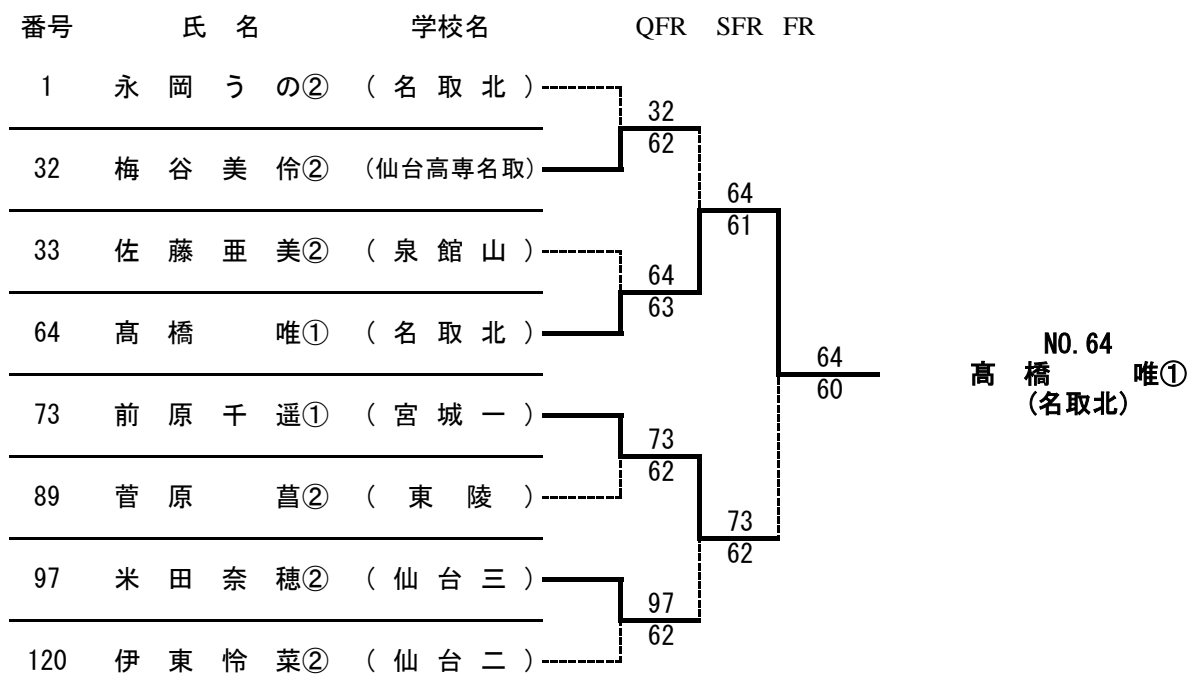 番号 氏 名 学校名 QFR SFR FR
1 永 岡 う の② ( 名 取 北 )
32
62
32 梅 谷 美 伶② (仙台高専名取)
64
61
33 佐 藤 亜 美② ( 泉 館 山 )
64
63
64 髙 橋 唯① ( 名 取 北 )
64
60
NO. 64
髙 橋 唯①
(名取北)
73 前 原 千 遥① ( 宮 城 一 )
73
62
89 菅 原 菖② ( 東 陵 )
73
62
97 米 田 奈 穂② ( 仙 台 三 )
97
62
120 伊 東 怜 菜② ( 仙 台 二 )